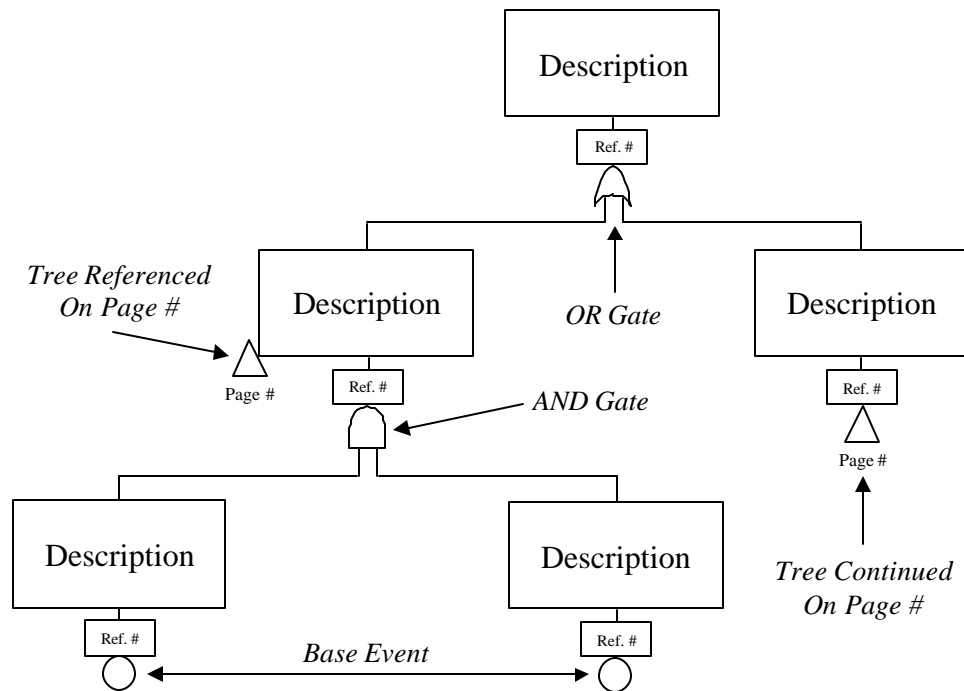 Description
Ref. #
Tree Referenced
On Page #
Description
OR Gate
Description
Page #
Ref. #
AND Gate
Ref. #
Page #
Description
Description
Tree Continued
On Page #
Ref. #
Base Event
Ref. #